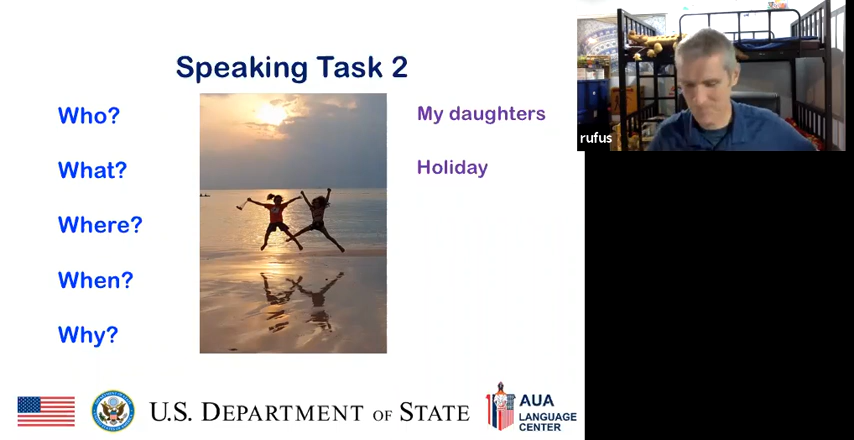 Speaking Task 2
Who?
My daughters
What?
Holiday
Where?
When?
Why?
U.S. DEPARTMENT OF STATE
AUA
LANGUAGE
CENTER
rufus